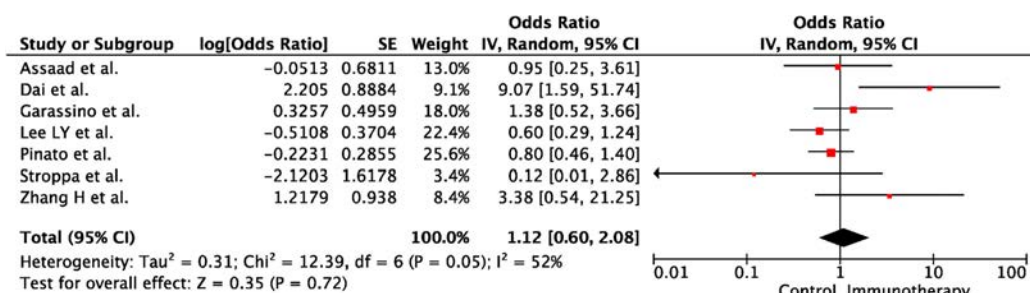 Odds Ratio Odds Ratio
Study or Subgroup log[Odds Ratio] SE Weight IV, Random, 95% CI IV, Random, 95% CI
Assaad et al. -0.0513 0.6811 13.0% 0.95 [0.25, 3.61]
Dai et al. 2.205 0.8884 9.1% 9.07 [1.59, 51.74]
Garassino et al. 0.3257 0.4959 18.0% 1.38 [0.52, 3.66]
Lee LY et al. -0.5108 0.3704 22.4% 0.60 [0.29, 1.24]
Pinato et al. -0.2231 0.2855 25.6% 0.80 [0.46, 1.40]
Stroppa et al. -2.1203 1.6178 3.4% 0.12 [0.01, 2.86]
Zhang H et al. 1.2179 0.938 8.4% 3.38 [0.54, 21.25]
Total (95% CI) 100.0% 1.12 [0.60, 2.08]
Heterogeneity: Tau² = 0.31; Chi² = 12.39, df = 6 (P = 0.05); I² = 52%
Test for overall effect: Z = 0.35 (P = 0.72)
0.01 0.1 1 10 100
Control Immunotherapy